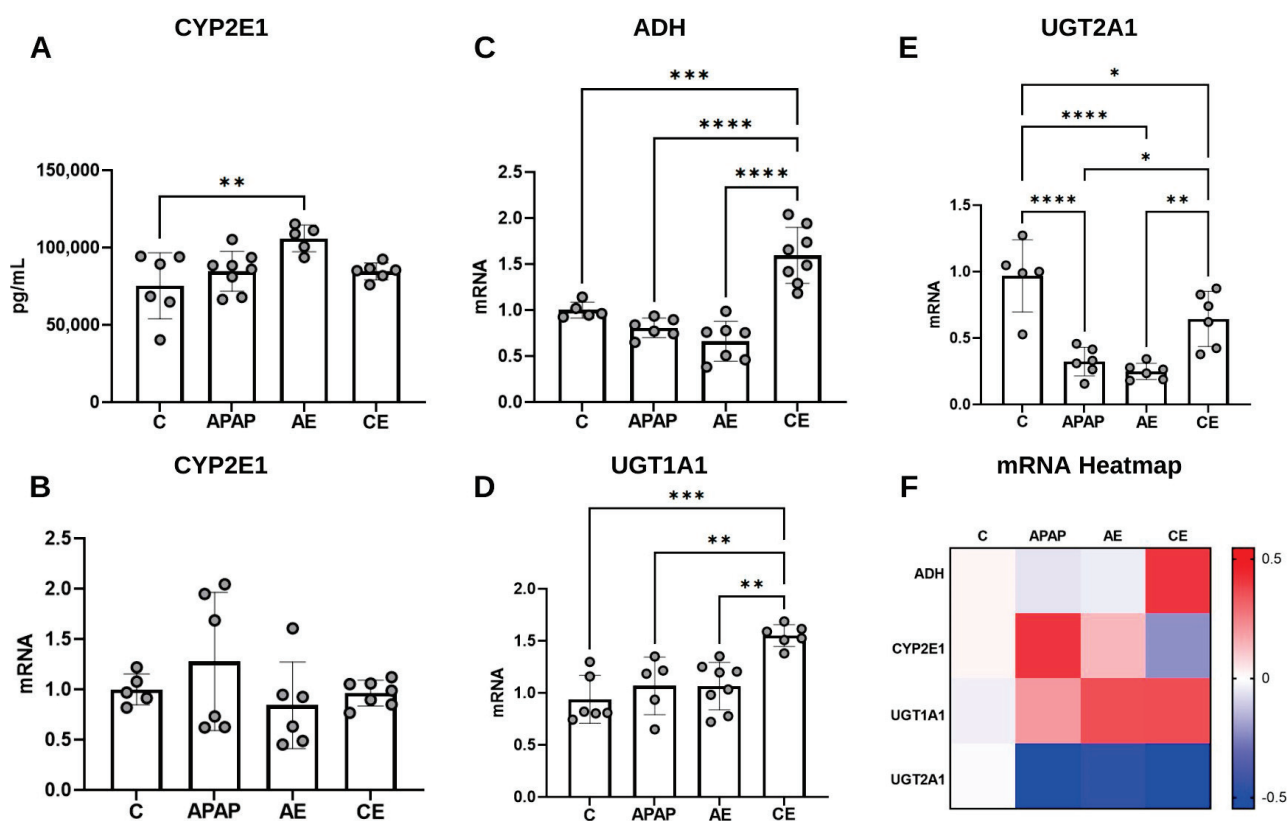 CYP2E1
A
**
150,000
100,000
50,000
0
pg/mL
C APAP AE CE
CYP2E1
B
2.5
2.0
1.5
1.0
0.5
0.0
mRNA
C APAP AE CE
ADH
C
***
****
****
2.5
2.0
1.5
1.0
0.5
0.0
mRNA
C APAP AE CE
UGT1A1
D
***
**
**
2.0
1.5
1.0
0.5
0.0
mRNA
C APAP AE CE
UGT2A1
E
*
****
*
**** **
1.5
1.0
0.5
0.0
mRNA
C APAP AE CE
mRNA Heatmap
F
C APAP AE CE
ADH
CYP2E1
UGT1A1
UGT2A1
0.5
0
-0.5